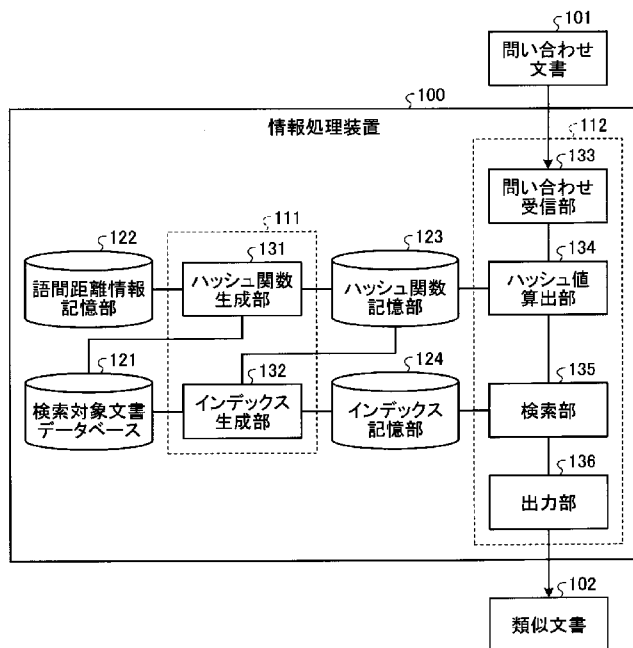 101
問い合わせ
文書
100
情報処理装置
112
133
問い合わせ
受信部
111
122
131
123
134
語間距離情報
記憶部
ハッシュ関数
生成部
ハッシュ関数
記憶部
ハッシュ値
算出部
121
132
124
135
検索対象文書
データベース
インデックス
生成部
インデックス
記憶部
検索部
136
出力部
102
類似文書